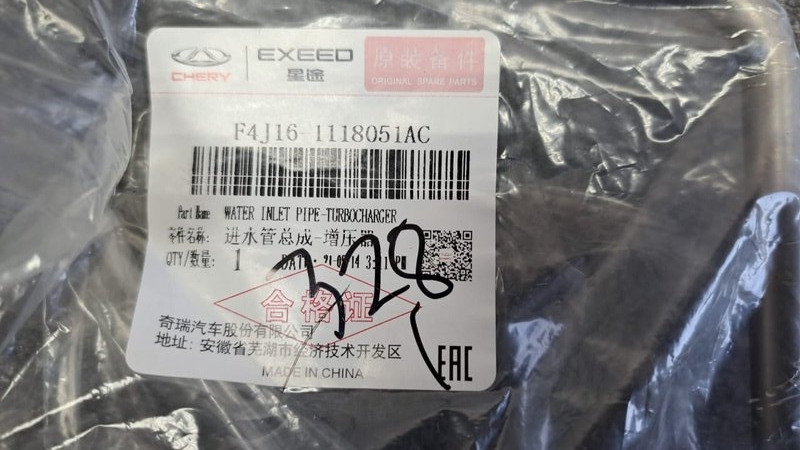 CHERY EXEED 星途 原装备件 ORIGINAL SPARE PARTS
F4J16-1118051AC
Part Name WATER INLET PIPE-TURBOCHARGER
零件名称: 进水管总成-增压器
QTY/数量: 1
328
合格证
奇瑞汽车股份有限公司
地址: 安徽省芜湖市经济技术开发区
MADE IN CHINA
EAC